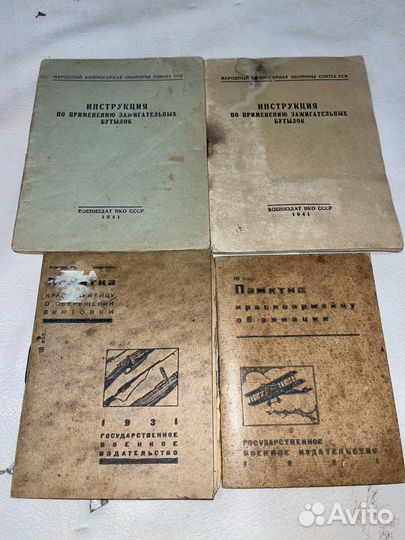 НАРОДНЫЙ КОМИССАРИАТ ОБОРОНЫ СОЮЗА ССР
ИНСТРУКЦИЯ
ПО ПРИМЕНЕНИЮ ЗАЖИГАТЕЛЬНЫХ
БУТЫЛОК
ВОЕНИЗДАТ НКО СССР
1941
НАРОДНЫЙ КОМИССАРИАТ ОБОРОНЫ СОЮЗА ССР
ИНСТРУКЦИЯ
ПО ПРИМЕНЕНИЮ ЗАЖИГАТЕЛЬНЫХ
БУТЫЛОК
ВОЕНИЗДАТ НКО СССР
1941
КРАСНОАРМЕЙЦУ
О СБЕРЕЖЕНИИ
ВИНТОВКИ
1931
ГОСУДАРСТВЕННОЕ
ВОЕННОЕ
ИЗДАТЕЛЬСТВО
Памятка
красноармейцу
об авиации
ГОСУДАРСТВЕННОЕ
ВОЕННОЕ ИЗДАТЕЛЬСТВО
Avito